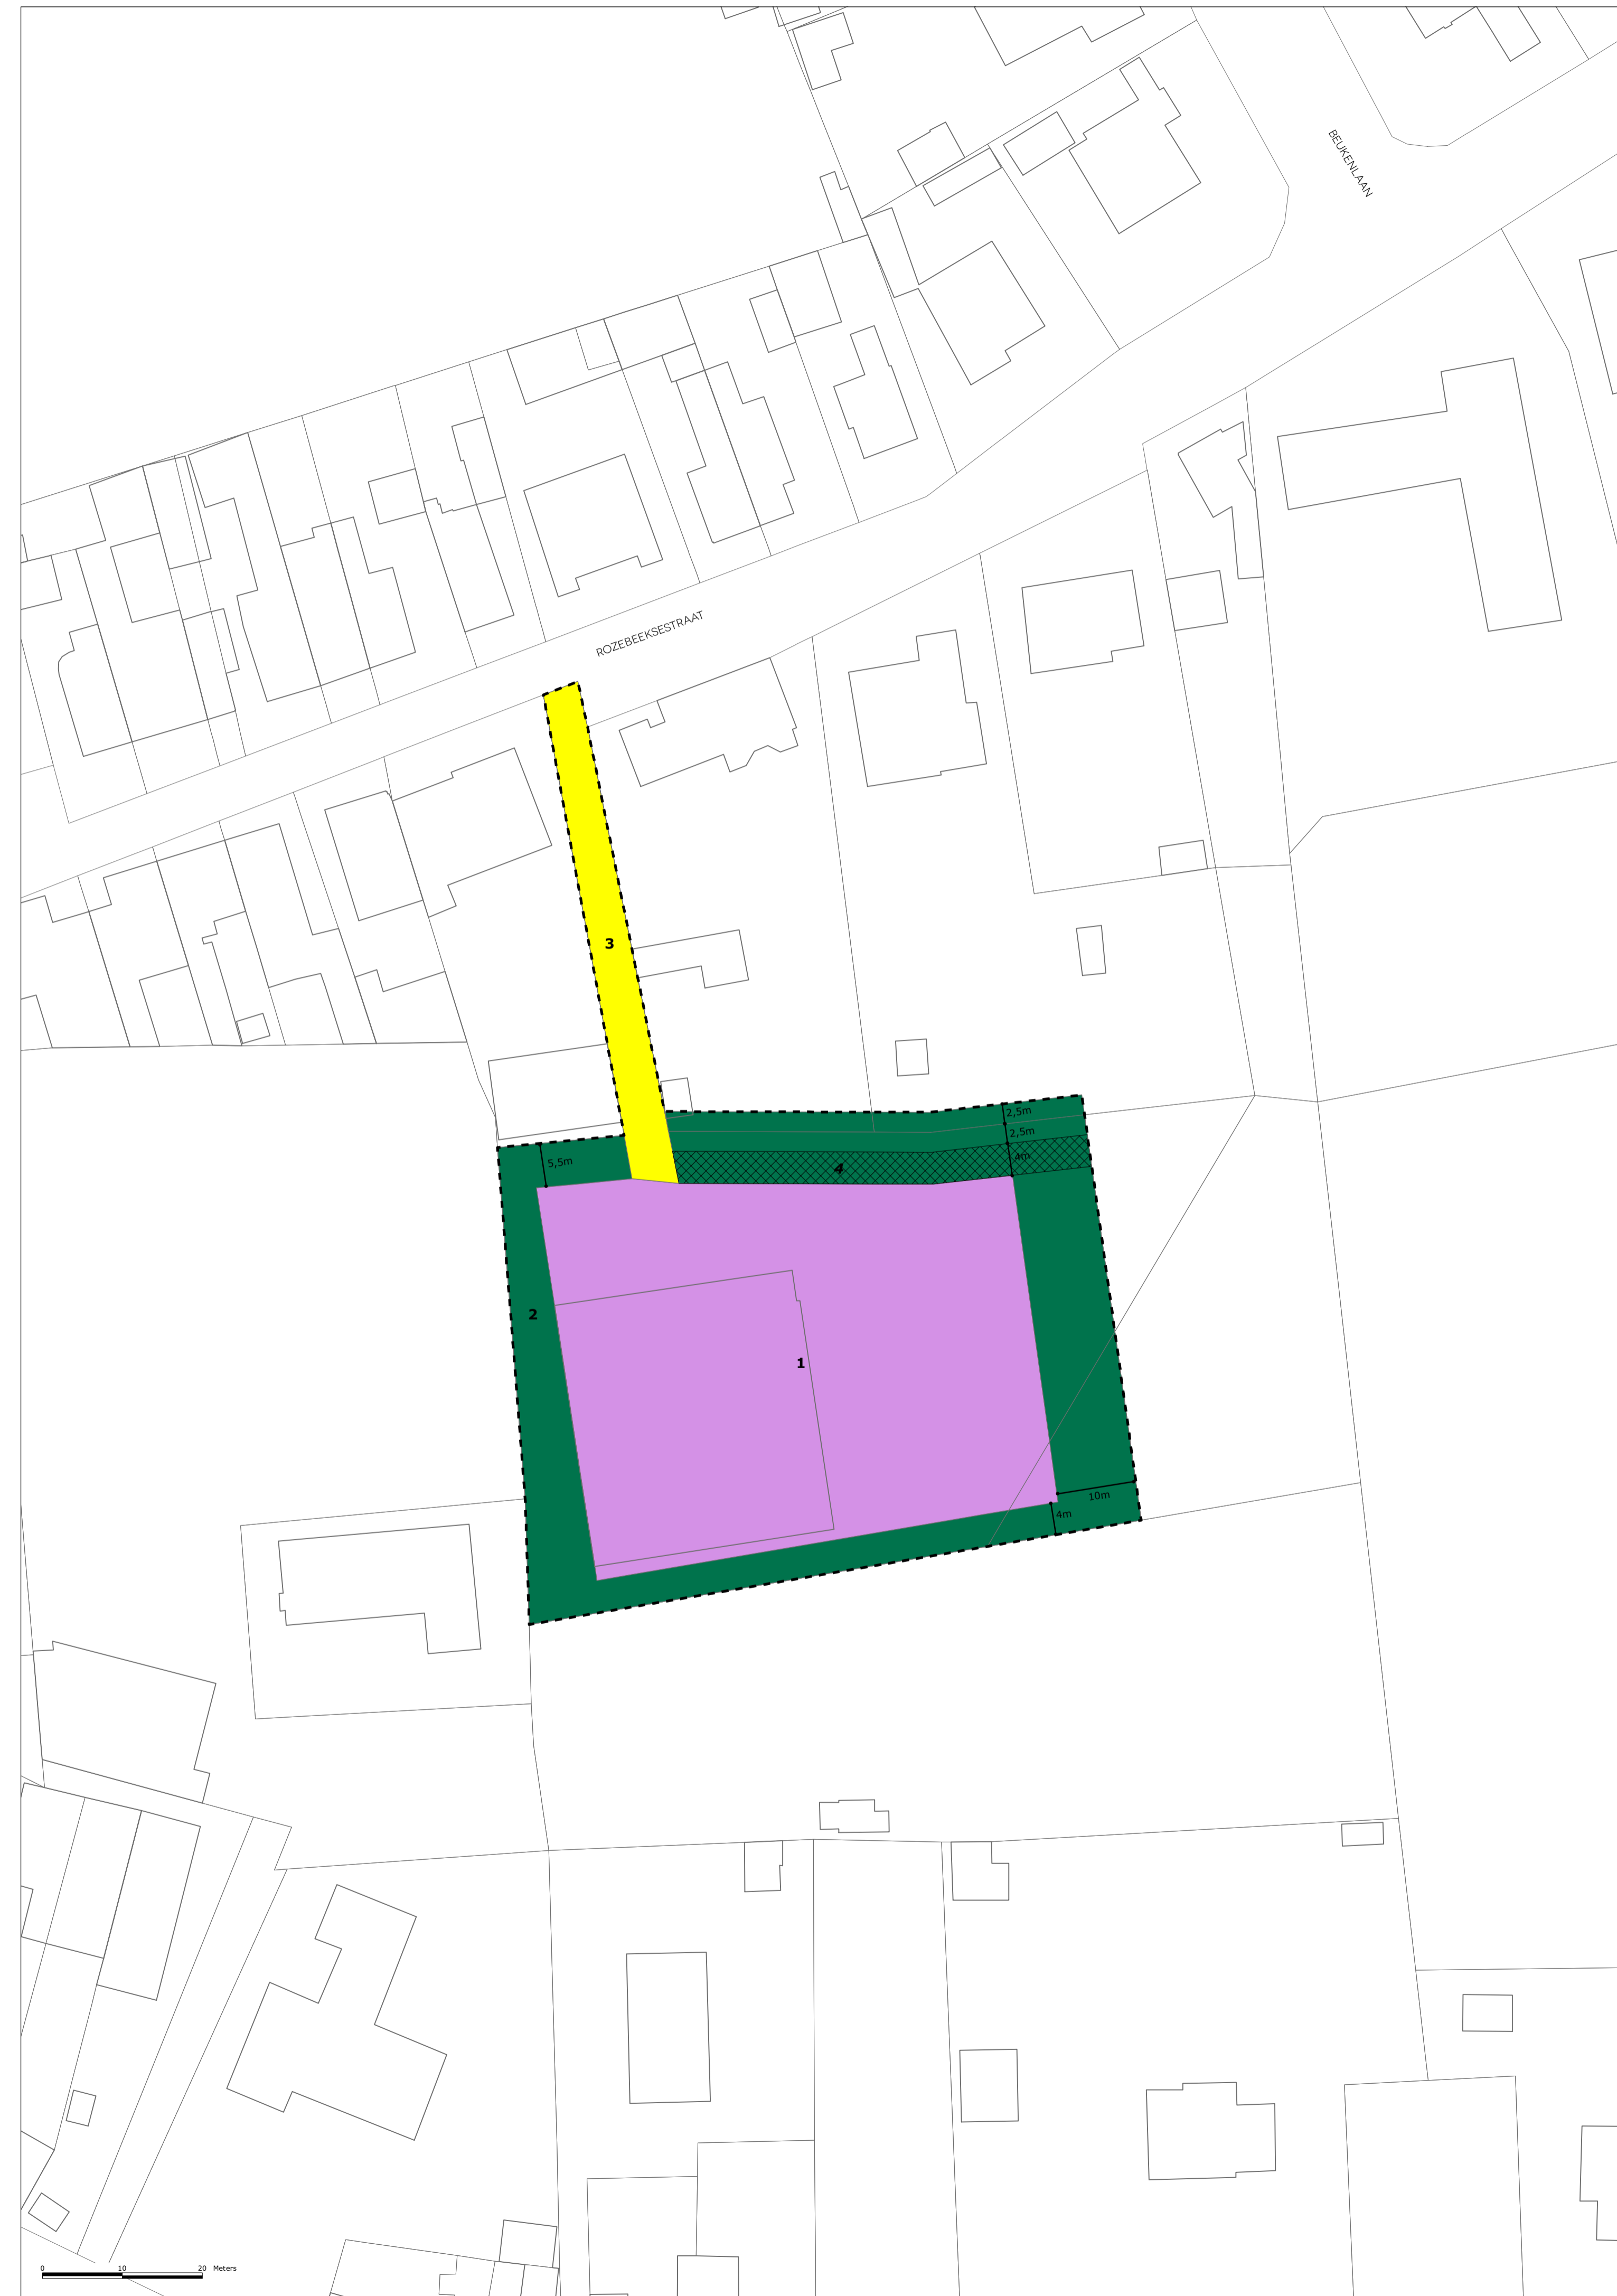 BEUKENLAAN
ROZEBEEKSESTRAAT
3
2,5m
2,5m
5,5m
4
4m
2
1
10m
4m
0 10 20 Meters